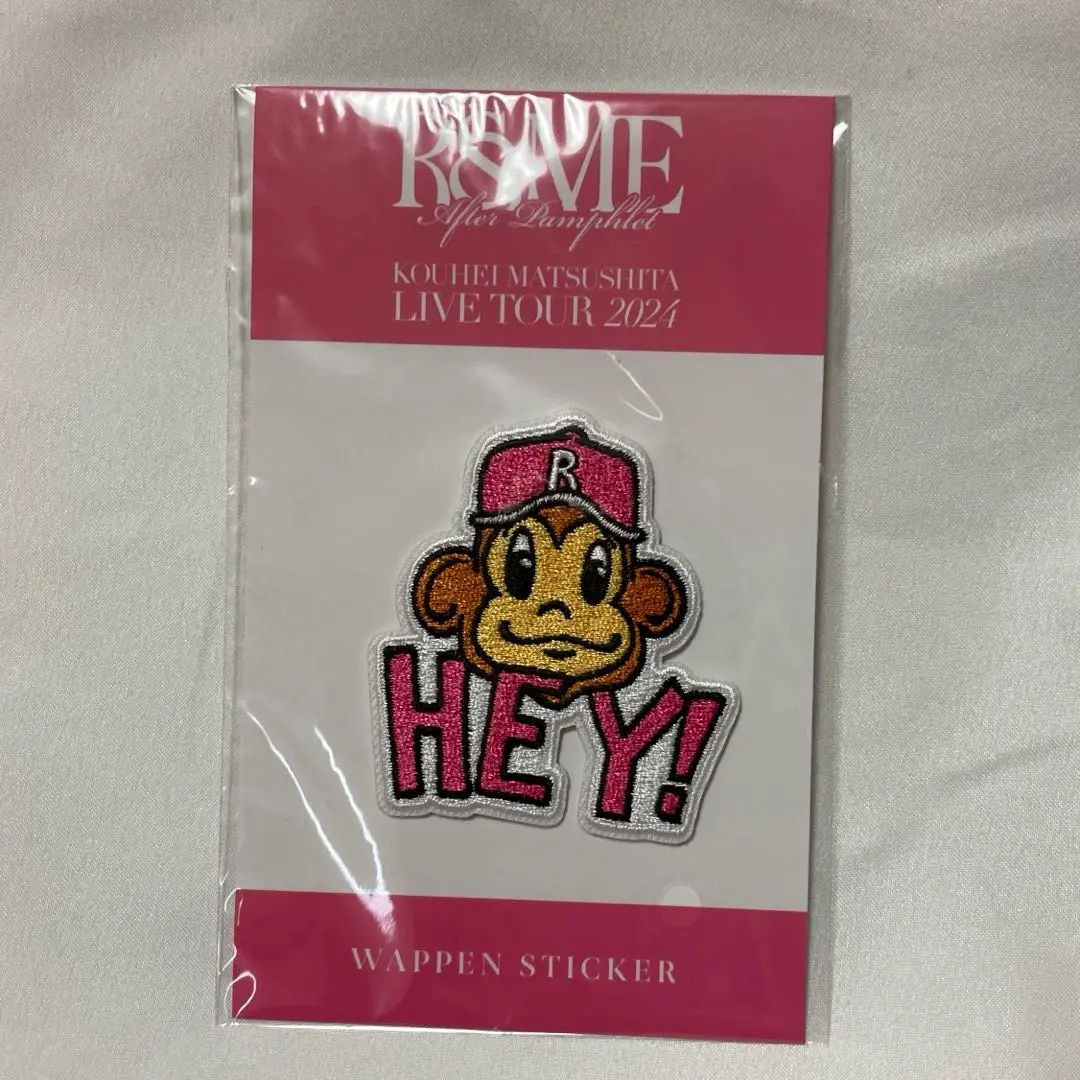 R&ME
After Pamphlet
KOUHEI MATSUSHITA
LIVE TOUR 2024
R
HEY!
WAPPEN STICKER